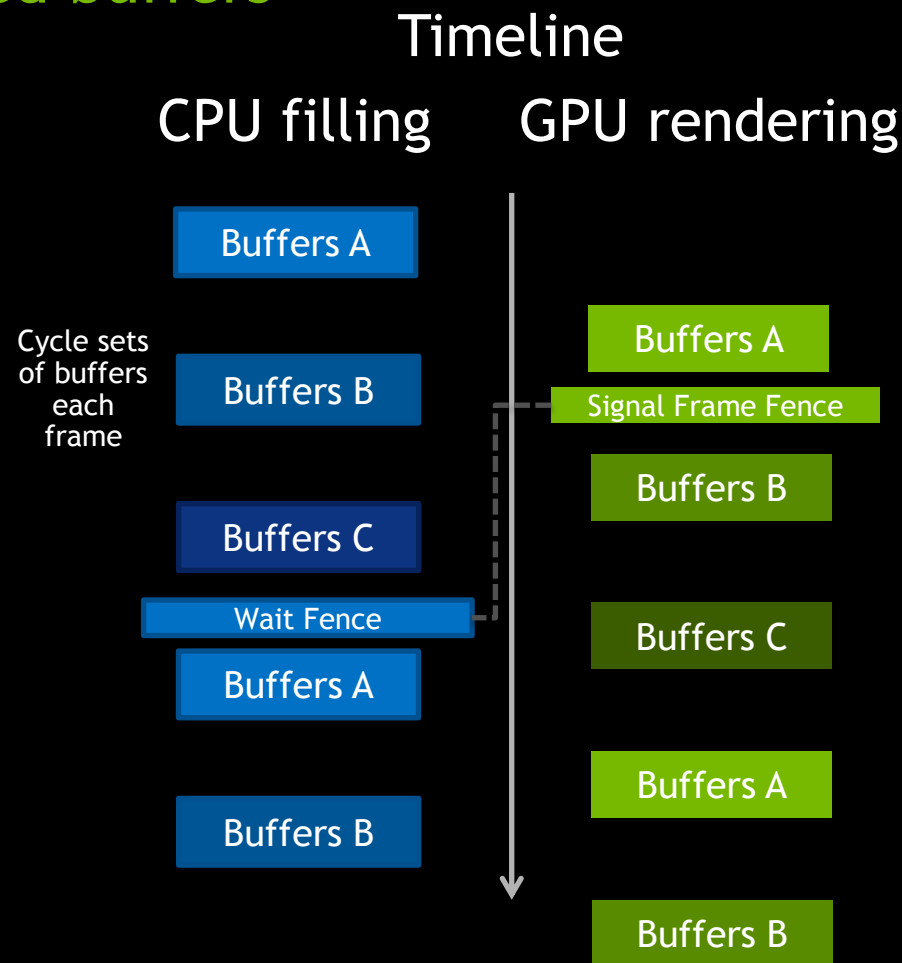 buffers
Timeline
CPU filling
GPU rendering
Buffers A
Buffers A
Cycle sets
of buffers
each
frame
Buffers B
Signal Frame Fence
Buffers B
Buffers C
Wait Fence
Buffers C
Buffers A
Buffers A
Buffers B
Buffers B